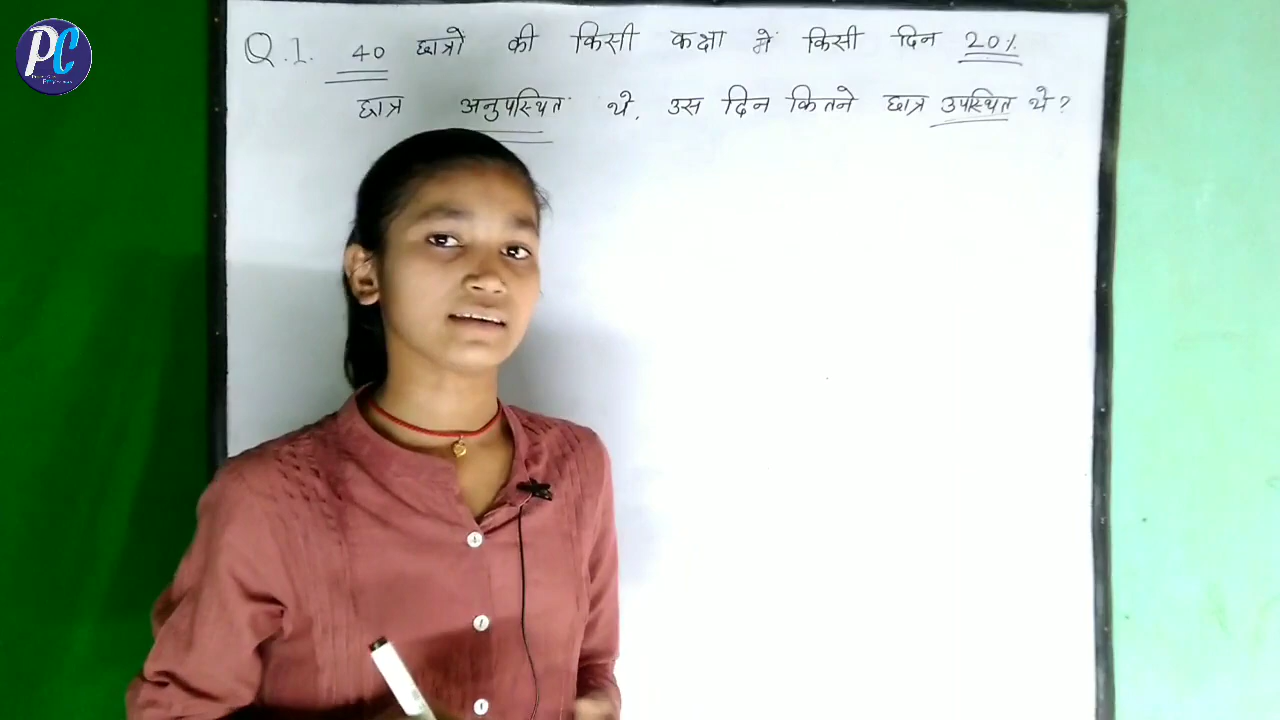 PC
Q.1. 40 छात्रों की किसी कक्षा में किसी दिन 20%
छात्र अनुपस्थित थे, उस दिन कितने छात्र उपस्थित थे?